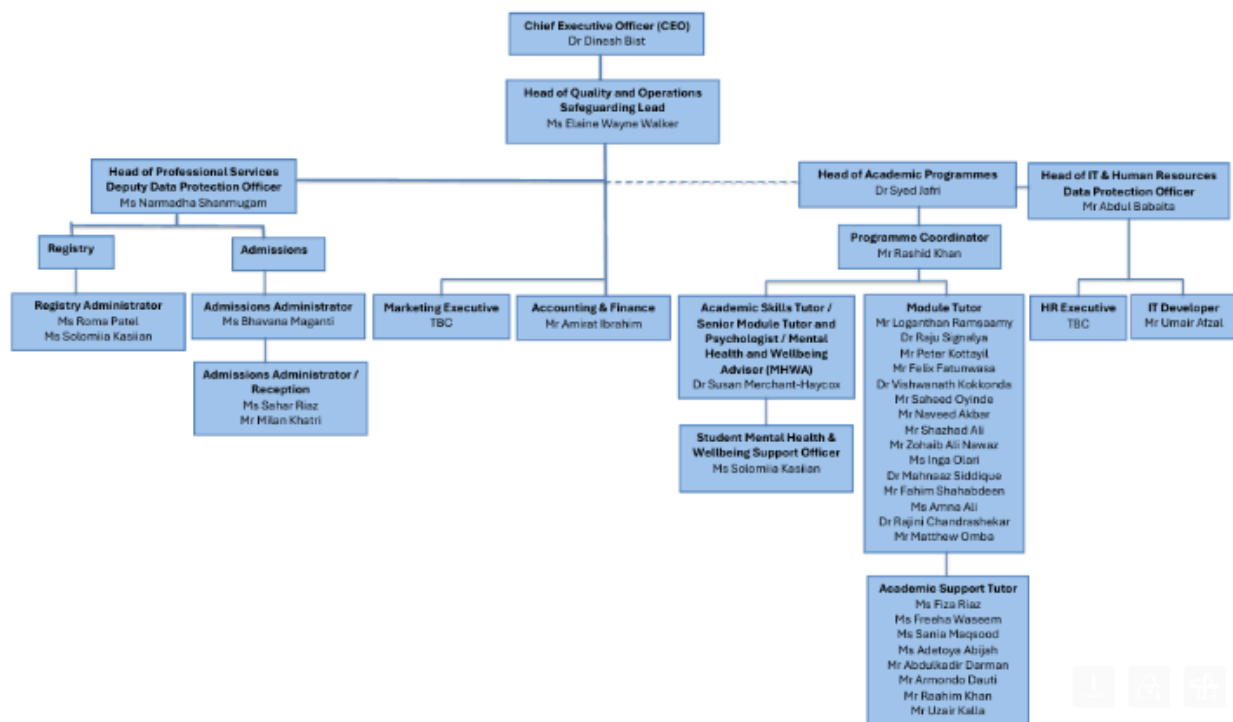 Chief Executive Officer (CEO)
Dr Dinesh Bist
Head of Quality and Operations
Safeguarding Lead
Ms Elaine Wayne Walker
Head of Professional Services
Deputy Data Protection Officer
Ms Narmadha Shanmugam
Head of Academic Programmes
Dr Syed Jafri
Head of IT & Human Resources
Data Protection Officer
Mr Abdul Babaita
Registry
Admissions
Programme Coordinator
Mr Rashid Khan
Registry Administrator
Ms Roma Patel
Ms Solomiia Kasiian
Admissions Administrator
Ms Bhavana Maganti
Admissions Administrator /
Reception
Ms Sahar Riaz
Mr Milan Khatri
Marketing Executive
TBC
Accounting & Finance
Mr Amirat Ibrahim
Academic Skills Tutor /
Senior Module Tutor and
Psychologist / Mental
Health and Wellbeing
Advisor (MHWA)
Dr Susan Merchant-Haycox
Student Mental Health &
Wellbeing Support Officer
Ms Solomiia Kasiian
Module Tutor
Mr Loganthan Ramsaamy
Dr Raju Signalya
Mr Peter Kottayil
Mr Felix Fatunwasa
Dr Vishwanath Kokkonda
Mr Saheed Oyinde
Mr Naveed Akbar
Mr Shazhad Ali
Mr Zohaib Ali Nawaz
Ms Inga Olari
Dr Mahnaaz Siddique
Mr Fahim Shahabdeen
Ms Amna Ali
Dr Rajini Chandrashekar
Mr Matthew Omba
Academic Support Tutor
Ms Fiza Riaz
Ms Freeha Waseem
Ms Sania Maqsood
Ms Adetoya Abijah
Mr Abdulkadir Darman
Mr Armondo Dauti
Mr Raahim Khan
Mr Uzair Kalla
HR Executive
TBC
IT Developer
Mr Umair Afzal